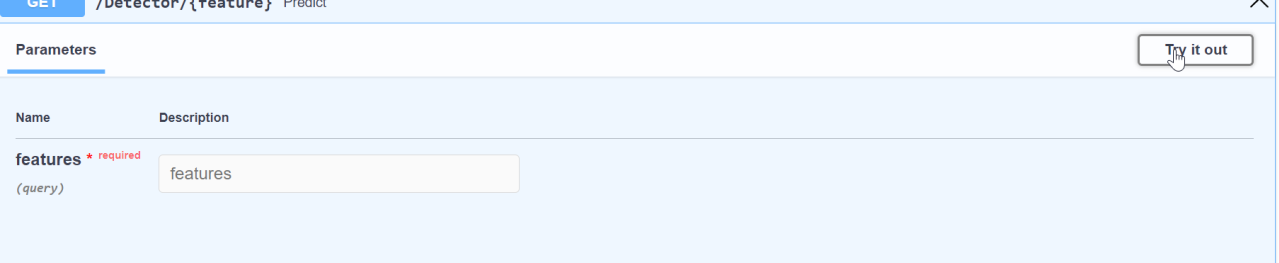 GET /Detector/{feature} Predict
Parameters
Try it out
Name Description
features * required
features
(query)